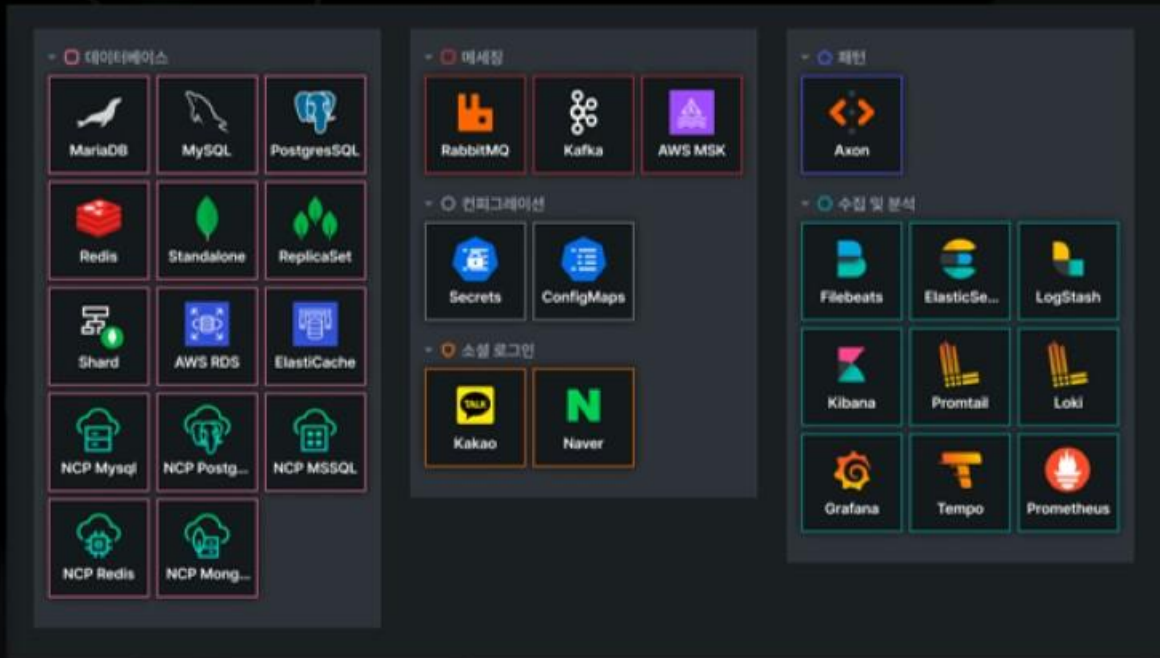 데이터베이스
MariaDB
MySQL
PostgresSQL
Redis
Standalone
ReplicaSet
Shard
AWS RDS
ElastiCache
NCP Mysql
NCP Postg...
NCP MSSQL
NCP Redis
NCP Mong...
메세징
RabbitMQ
Kafka
AWS MSK
컨피그레이션
Secrets
ConfigMaps
소셜 로그인
TALK
Kakao
N
Naver
패턴
Axon
수집 및 분석
Filebeats
ElasticSe...
LogStash
Kibana
Promtail
Loki
Grafana
Tempo
Prometheus